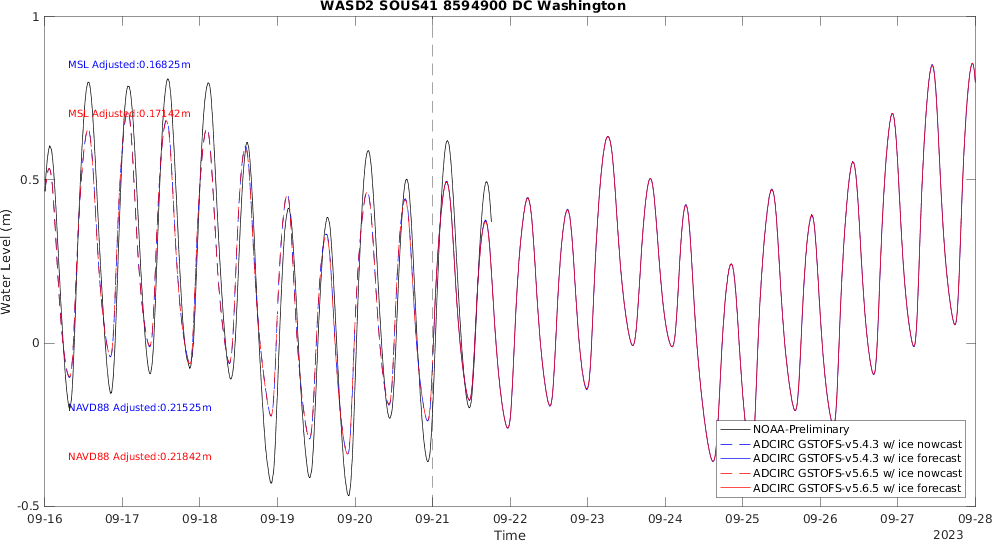 WASD2 SOUS41 8594900 DC Washington
1
MSL Adjusted:0.16825m
MSL Adjusted:0.17142m
0.5
Water Level (m)
0
NAVD88 Adjusted:0.21525m
NAVD88 Adjusted:0.21842m
NOAA-Preliminary
ADCIRC GSTOFS-v5.4.3 w/ ice nowcast
ADCIRC GSTOFS-v5.4.3 w/ ice forecast
ADCIRC GSTOFS-v5.6.5 w/ ice nowcast
ADCIRC GSTOFS-v5.6.5 w/ ice forecast
-0.5
09-16 09-17 09-18 09-19 09-20 09-21 09-22 09-23 09-24 09-25 09-26 09-27 09-28
Time
2023